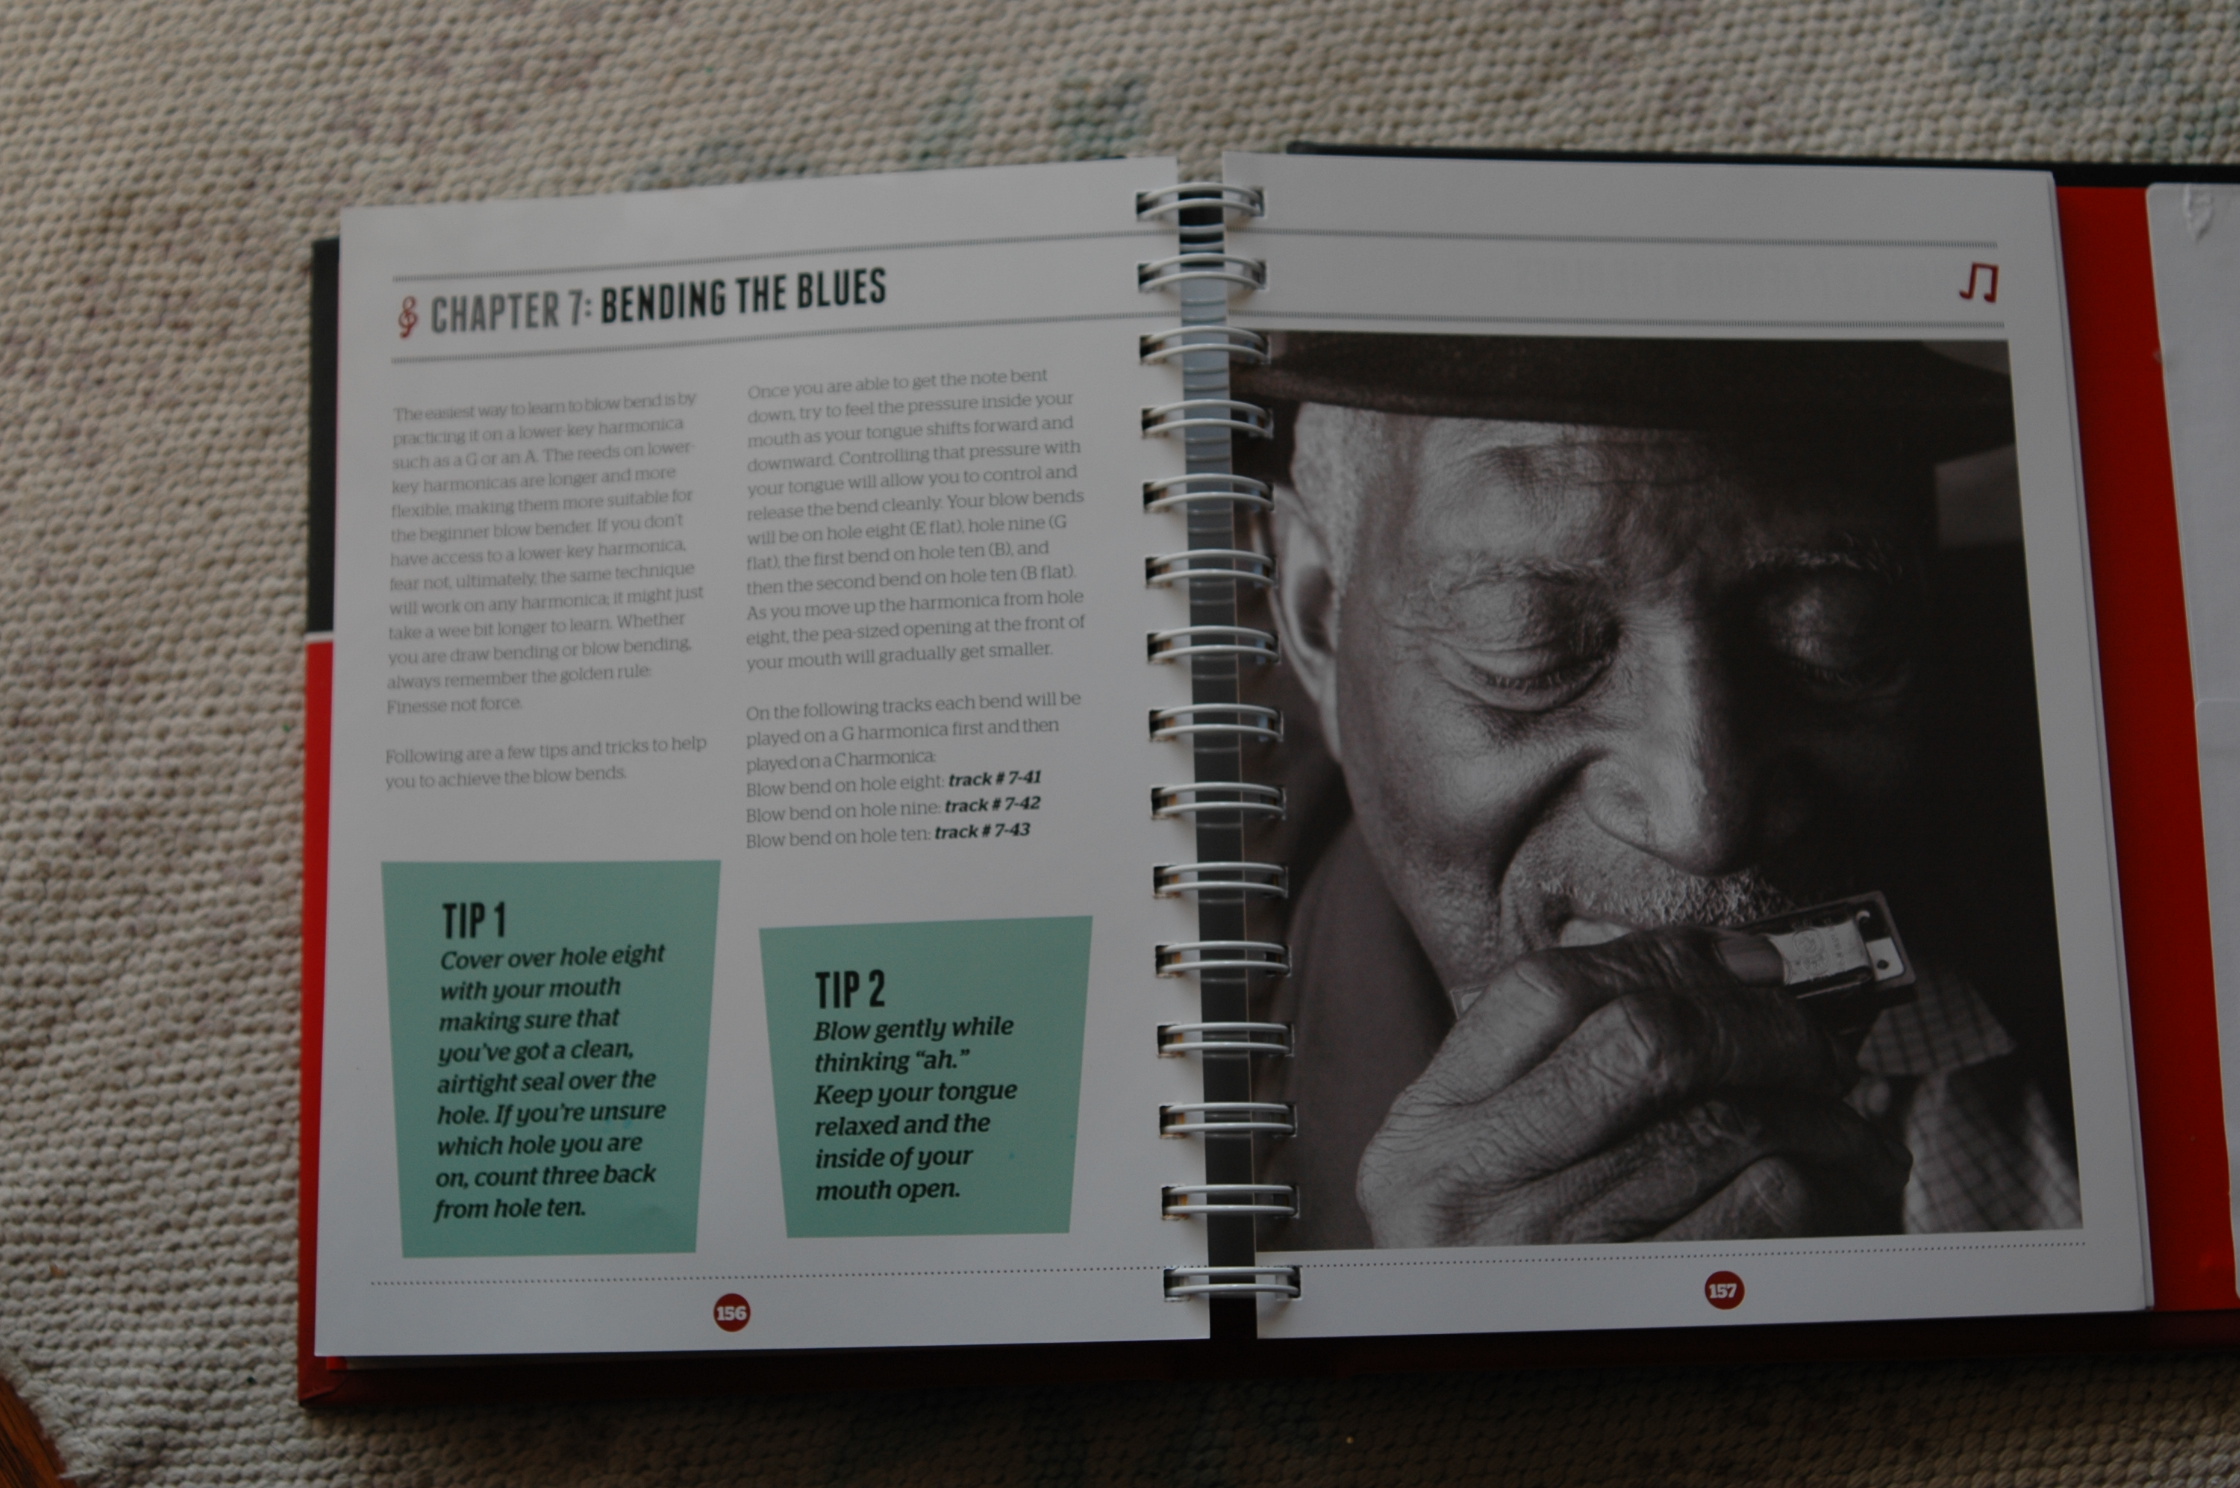 CHAPTER 7: BENDING THE BLUES
The easiest way to learn to blow bend is by
practicing it on a lower key harmonica
such as a G or an A. The reeds on lower-
key harmonicas are longer and more
flexible, making them more suitable for
the beginner blow bender. If you don't
have access to a lower key harmonica,
fear not, ultimately, the same technique
will work on any harmonica; it might just
take a wee bit longer to learn. Whether
you are draw bending or blow bending,
always remember the golden rule:
Finesse not force.
Following are a few tips and tricks to help
you to achieve the blow bends.
Once you are able to get the note bent
down, try to feel the pressure inside your
mouth as your tongue shifts forward and
downward. Controlling that pressure with
your tongue will allow you to control and
release the bend cleanly. Your blow bends
will be on hole eight (E flat), hole nine (G
flat), the first bend on hole ten (B), and
then the second bend on hole ten (B flat).
As you move up the harmonica from hole
eight, the pea-sized opening at the front of
your mouth will gradually get smaller.
On the following tracks each bend will be
played on a G harmonica first and then
played on a C harmonica:
Blow bend on hole eight: track # 7-41
Blow bend on hole nine: track # 7-42
Blow bend on hole ten: track # 7-43
TIP 1
Cover over hole eight
with your mouth
making sure that
you've got a clean,
airtight seal over the
hole. If you're unsure
which hole you are
on, count three back
from hole ten.
TIP 2
Blow gently while
thinking “ah.”
Keep your tongue
relaxed and the
inside of your
mouth open.
156
157